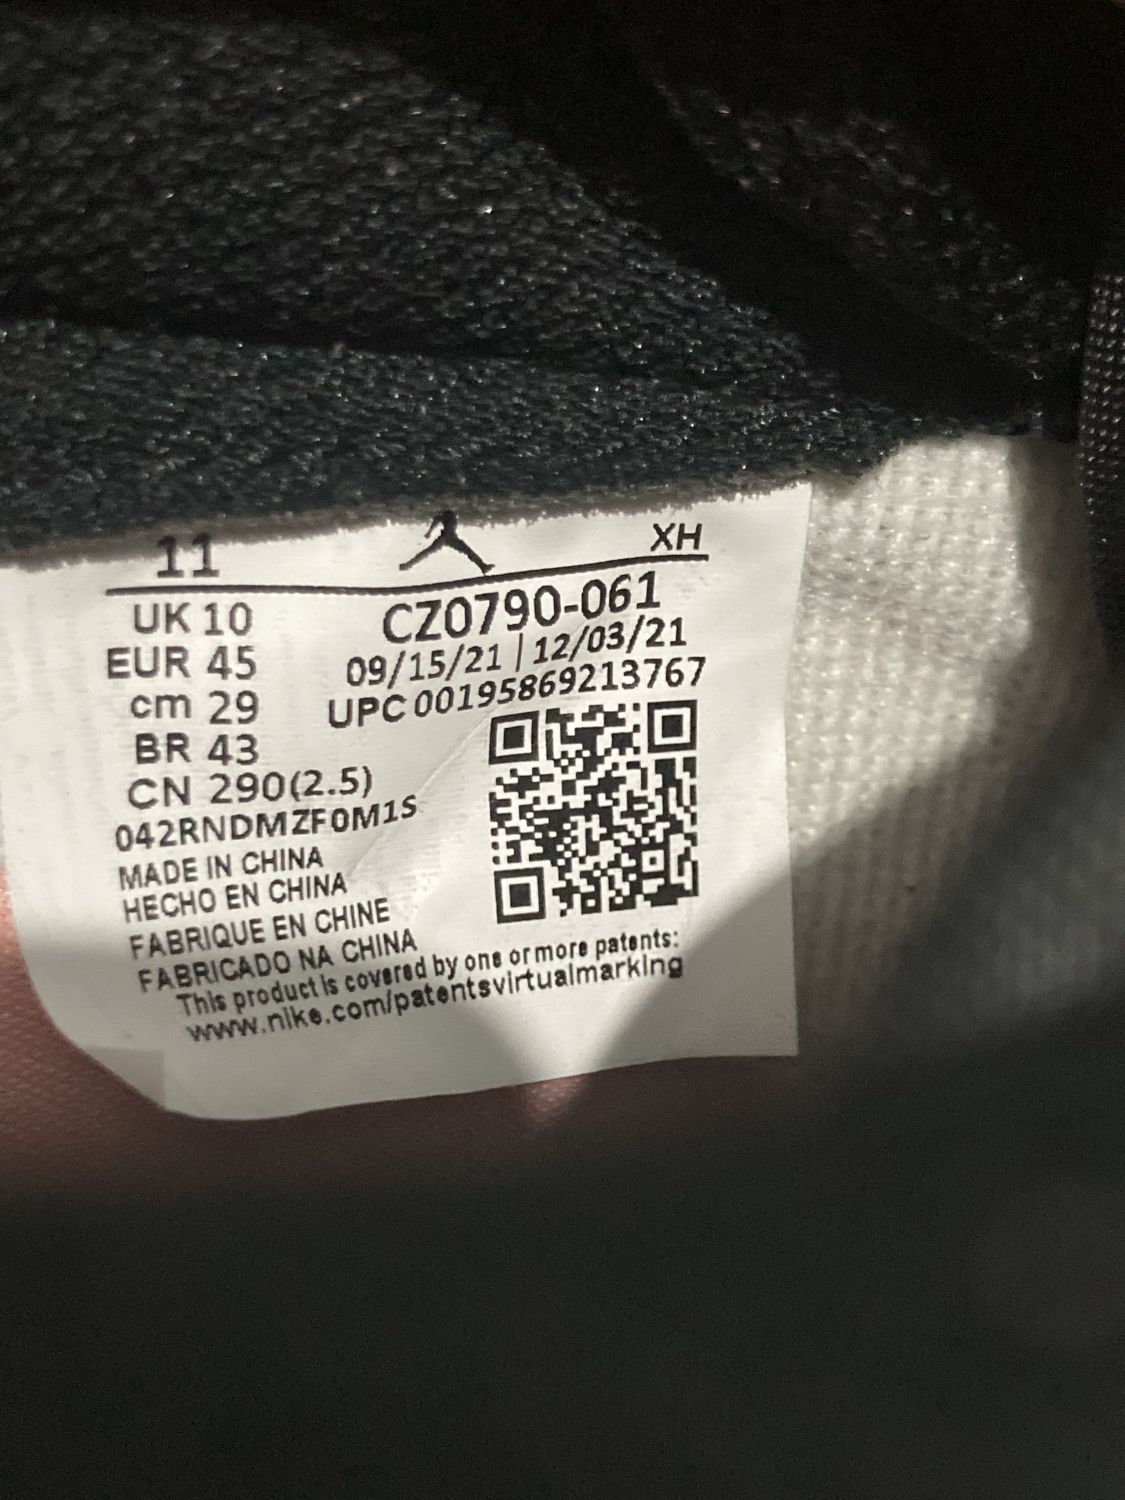 11
XH
UK 10
EUR 45
cm 29
BR 43
CN 290(2.5)
042RNDMZF0M1S
CZ0790-061
09/15/21 | 12/03/21
UPC 00195869213767
MADE IN CHINA
HECHO EN CHINA
FABRIQUE EN CHINE
FABRICADO NA CHINA
This product is covered by one or more patents:
www.nike.com/patentsvirtualmarking